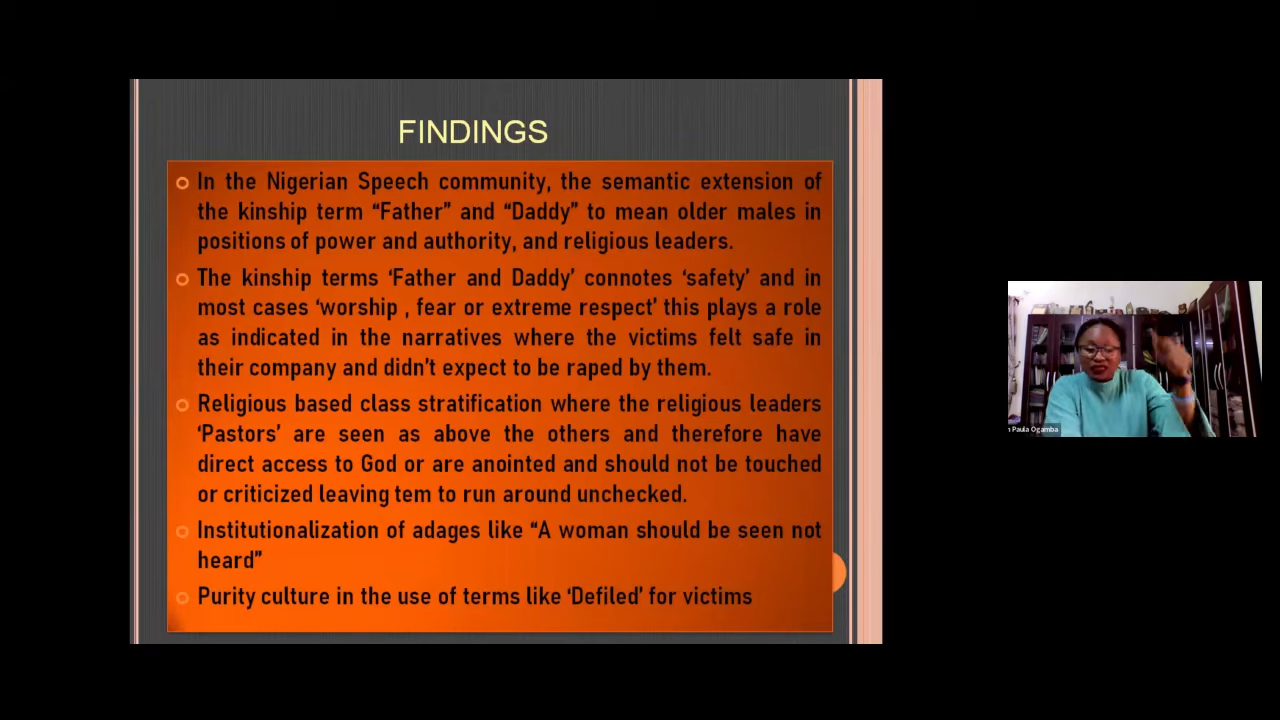 FINDINGS
In the Nigerian Speech community, the semantic extension of
the kinship term “Father” and “Daddy” to mean older males in
positions of power and authority, and religious leaders.
The kinship terms ‘Father and Daddy’ connotes ‘safety’ and in
most cases ‘worship , fear or extreme respect’ this plays a role
as indicated in the narratives where the victims felt safe in
their company and didn’t expect to be raped by them.
Religious based class stratification where the religious leaders
‘Pastors’ are seen as above the others and therefore have
direct access to God or are anointed and should not be touched
or criticized leaving tem to run around unchecked.
Institutionalization of adages like “A woman should be seen not
heard”
Purity culture in the use of terms like ‘Defiled’ for victims
Paula Ogamba